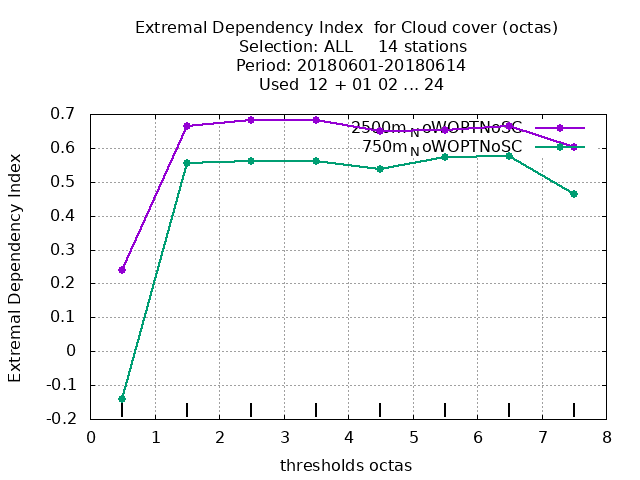 Extremal Dependency Index  for Cloud cover (octas)
Selection: ALL     14 stations
Period: 20180601-20180614
Used  12 + 01 02 ... 24
Extremal Dependency Index
0.7
0.6
0.5
0.4
0.3
0.2
0.1
0
-0.1
-0.2
2500m_NoWOPTNoSC
750m_NoWOPTNoSC
0 1 2 3 4 5 6 7 8
thresholds octas